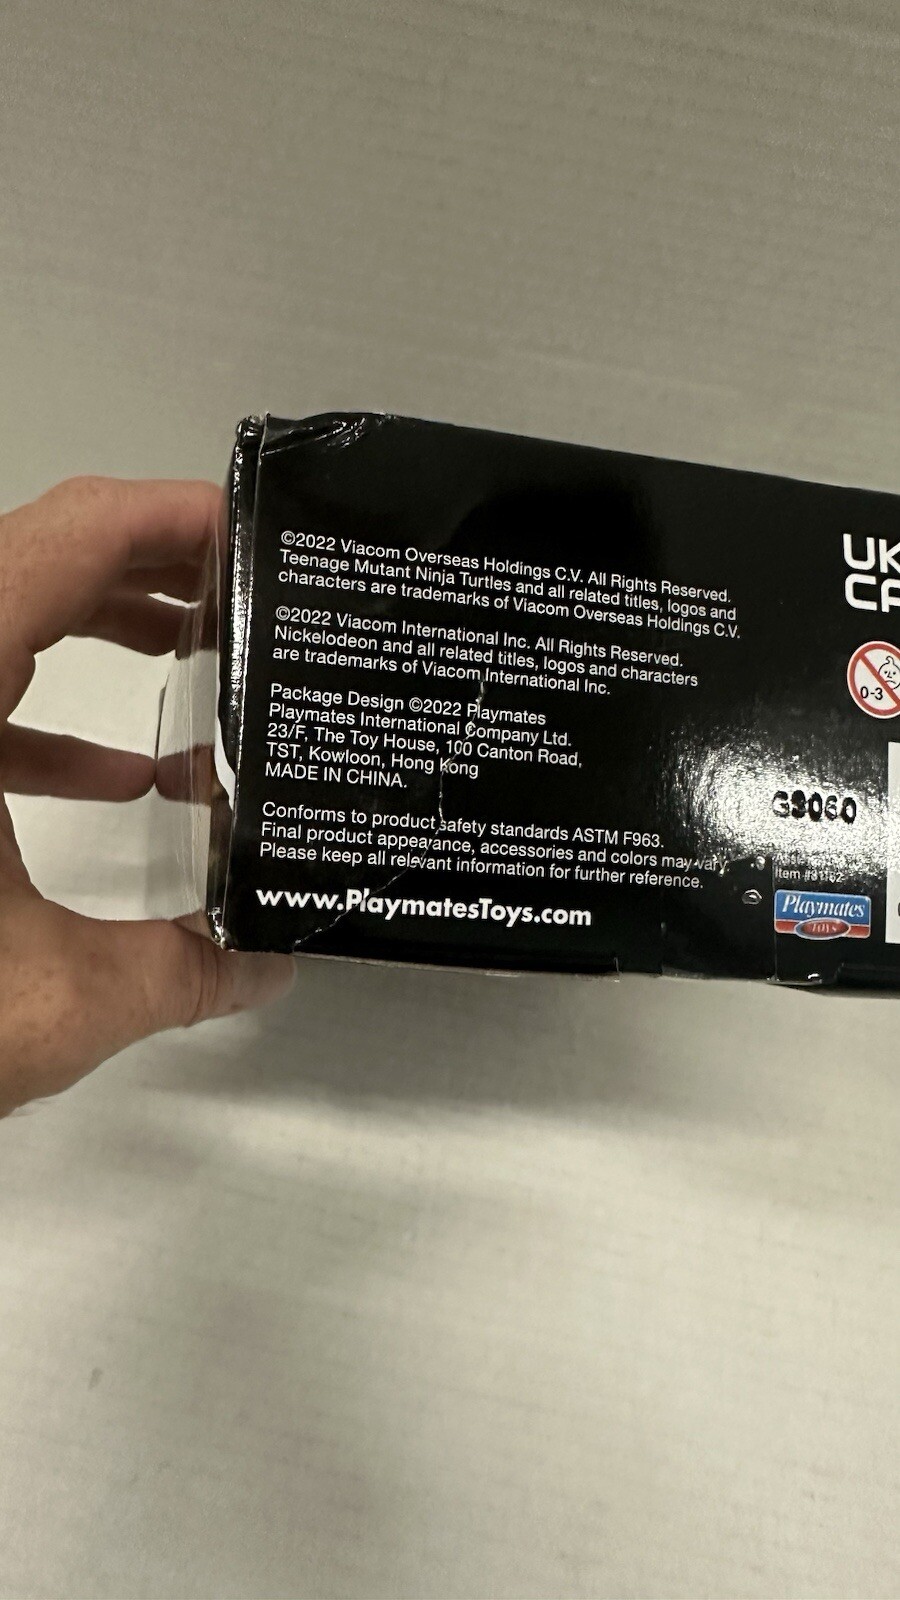 ©2022 Viacom Overseas Holdings C.V. All Rights Reserved.
Teenage Mutant Ninja Turtles and all related titles, logos and
characters are trademarks of Viacom Overseas Holdings C.V.
©2022 Viacom International Inc. All Rights Reserved.
Nickelodeon and all related titles, logos and characters
are trademarks of Viacom International Inc.
Package Design ©2022 Playmates
Playmates International Company Ltd.
23/F, The Toy House, 100 Canton Road,
TST, Kowloon, Hong Kong
MADE IN CHINA.
Conforms to product safety standards ASTM F963.
Final product appearance, accessories and colors may vary.
Please keep all relevant information for further reference.
www.PlaymatesToys.com
UK
CA
0-3
Item
Playmates
TOYS